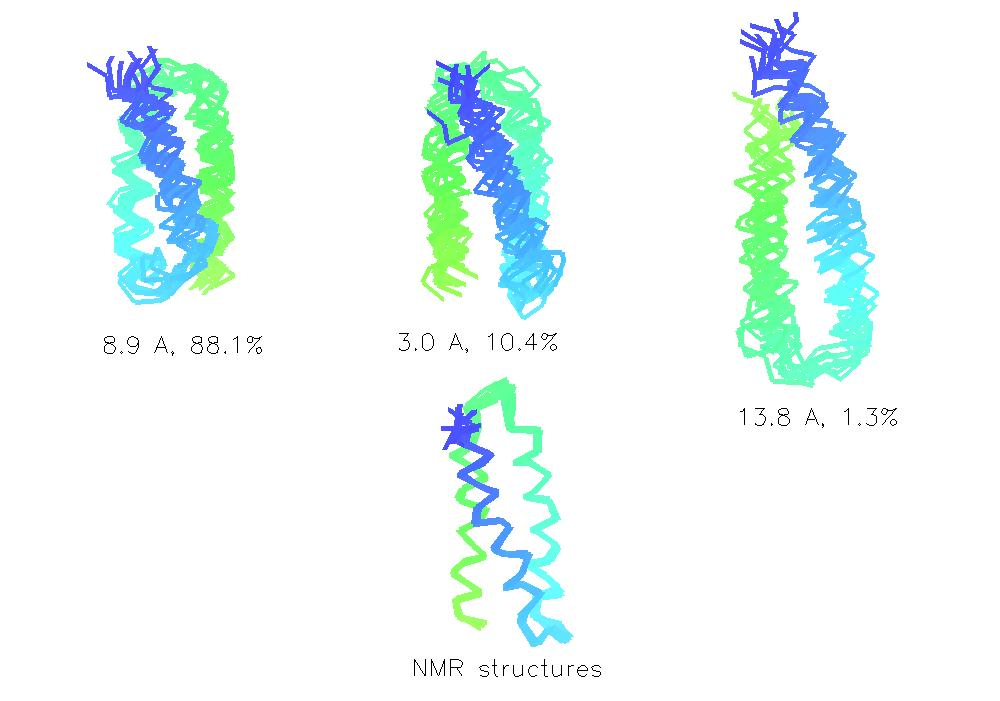 8.9 A, 88.1%
3.0 A, 10.4%
13.8 A, 1.3%
NMR structures